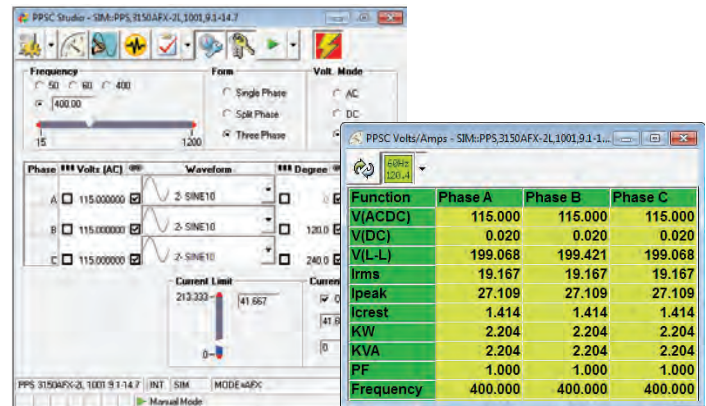 PPSC Studio - SIM::PPS,3150AFX-2L,1001,9.1-14.7
Frequency
Form
Volt. Mode
50 60 400
400.00
15 1200
Single Phase
Split Phase
Three Phase
AC
DC
Phase Volts (AC) Waveform Degree
A 115.000000 2- SINE10 0
B 115.000000 2- SINE10 120.0
C 115.000000 2- SINE10 240.0
Current Limit
213.333
41.667
0
0
PPS 3150AFX-2L 1001 9.1-14.7 INT SIM MODE=AFX
Manual Mode
PPSC Volts/Amps - SIM::PPS,3150AFX-2L,1001,9.1-1...
60Hz
120.4
Function Phase A Phase B Phase C
V(ACDC) 115.000 115.000 115.000
V(DC) 0.020 0.020 0.020
V(L-L) 199.068 199.421 199.068
Irms 19.167 19.167 19.167
Ipeak 27.109 27.109 27.109
Icrest 1.414 1.414 1.414
KW 2.204 2.204 2.204
KVA 2.204 2.204 2.204
PF 1.000 1.000 1.000
Frequency 400.000 400.000 400.000